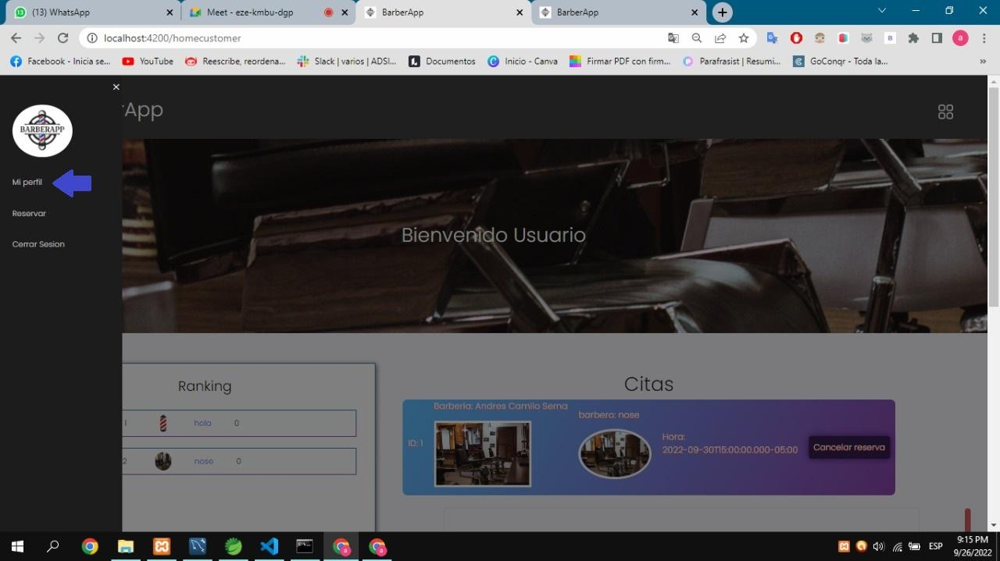 (13) WhatsApp
Meet - eze-kmbu-dgp
BarberApp
BarberApp
localhost:4200/homecustomer
Facebook - Inicia se...
YouTube
Reescribe, reordena...
Slack | varios | ADSI...
Documentos
Inicio - Canva
Firmar PDF con firm...
Parafrasist | Resumi...
GoConqr - Toda la...
rApp
BARBERAPP
Mi perfil
Reservar
Cerrar Sesion
Bienvenido Usuario
Ranking
1 hola 0
2 nose 0
Citas
Barberia: Andres Camilo Serna
barbero: nose
ID: 1
Hora:
2022-09-30T15:00:00.000-05:00
Cancelar reserva
ESP
9:15 PM
9/26/2022